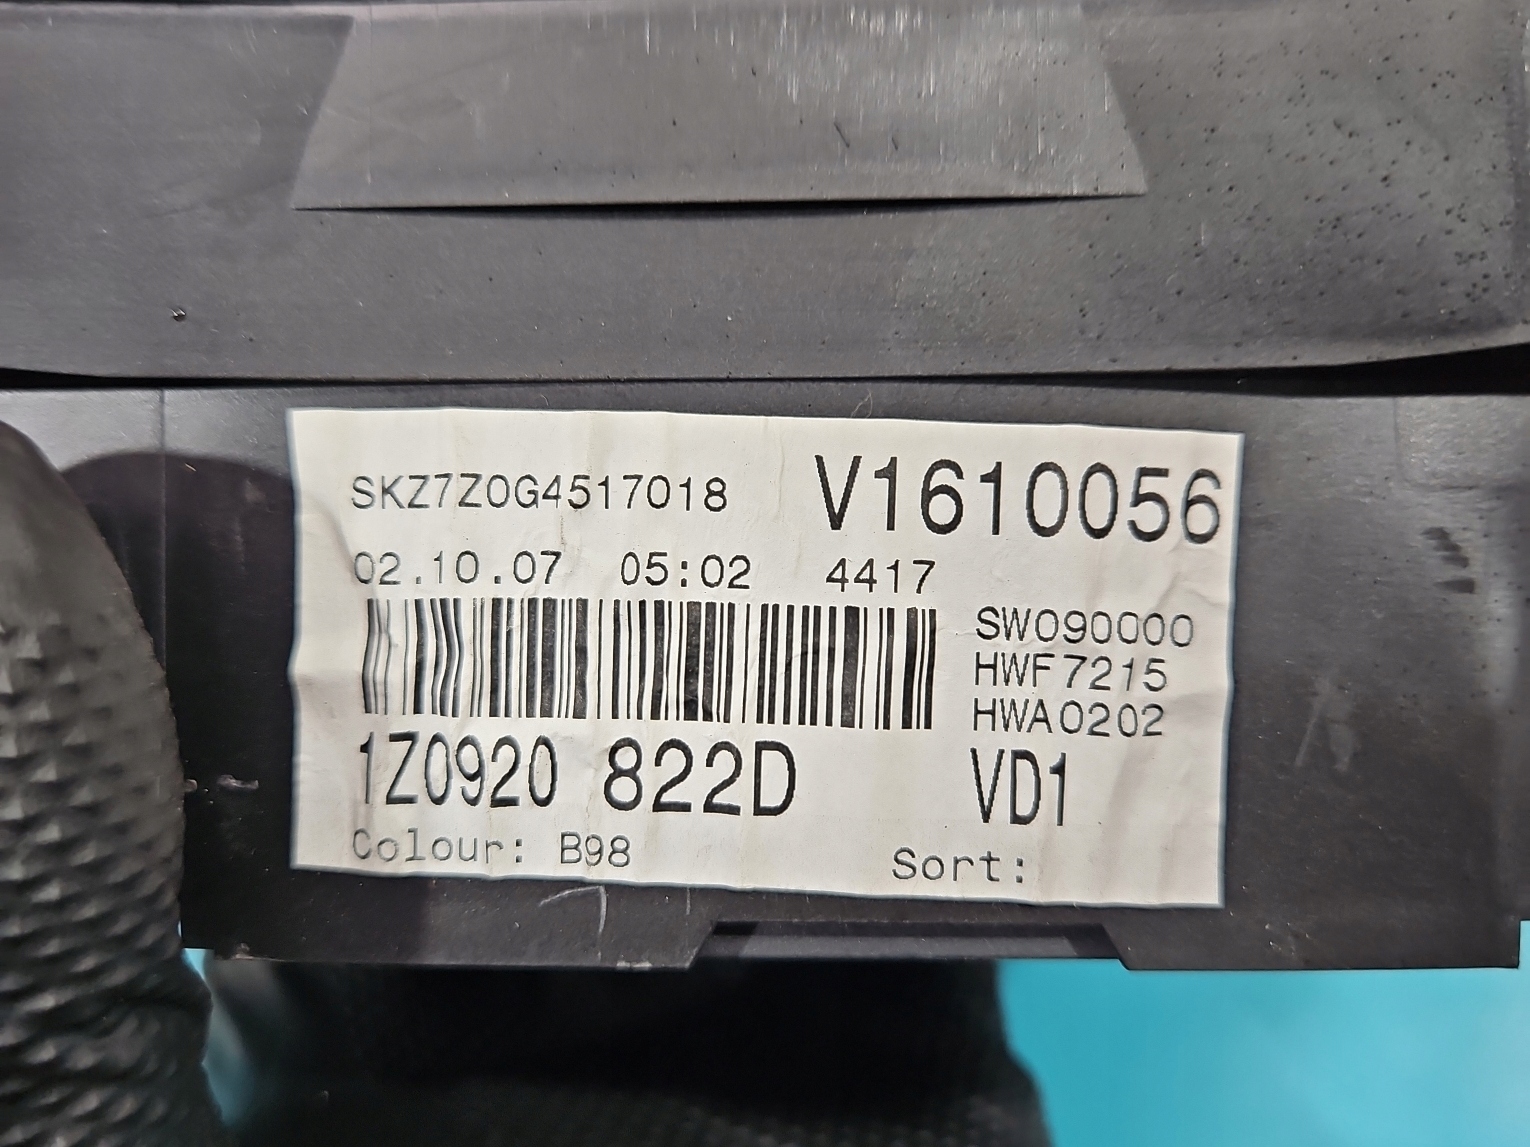 SKZ7Z0G4517018 V1610056
02.10.07 05:02 4417
SW090000
HWF7215
HWA0202
1Z0920 822D VD1
Colour: B98 Sort: